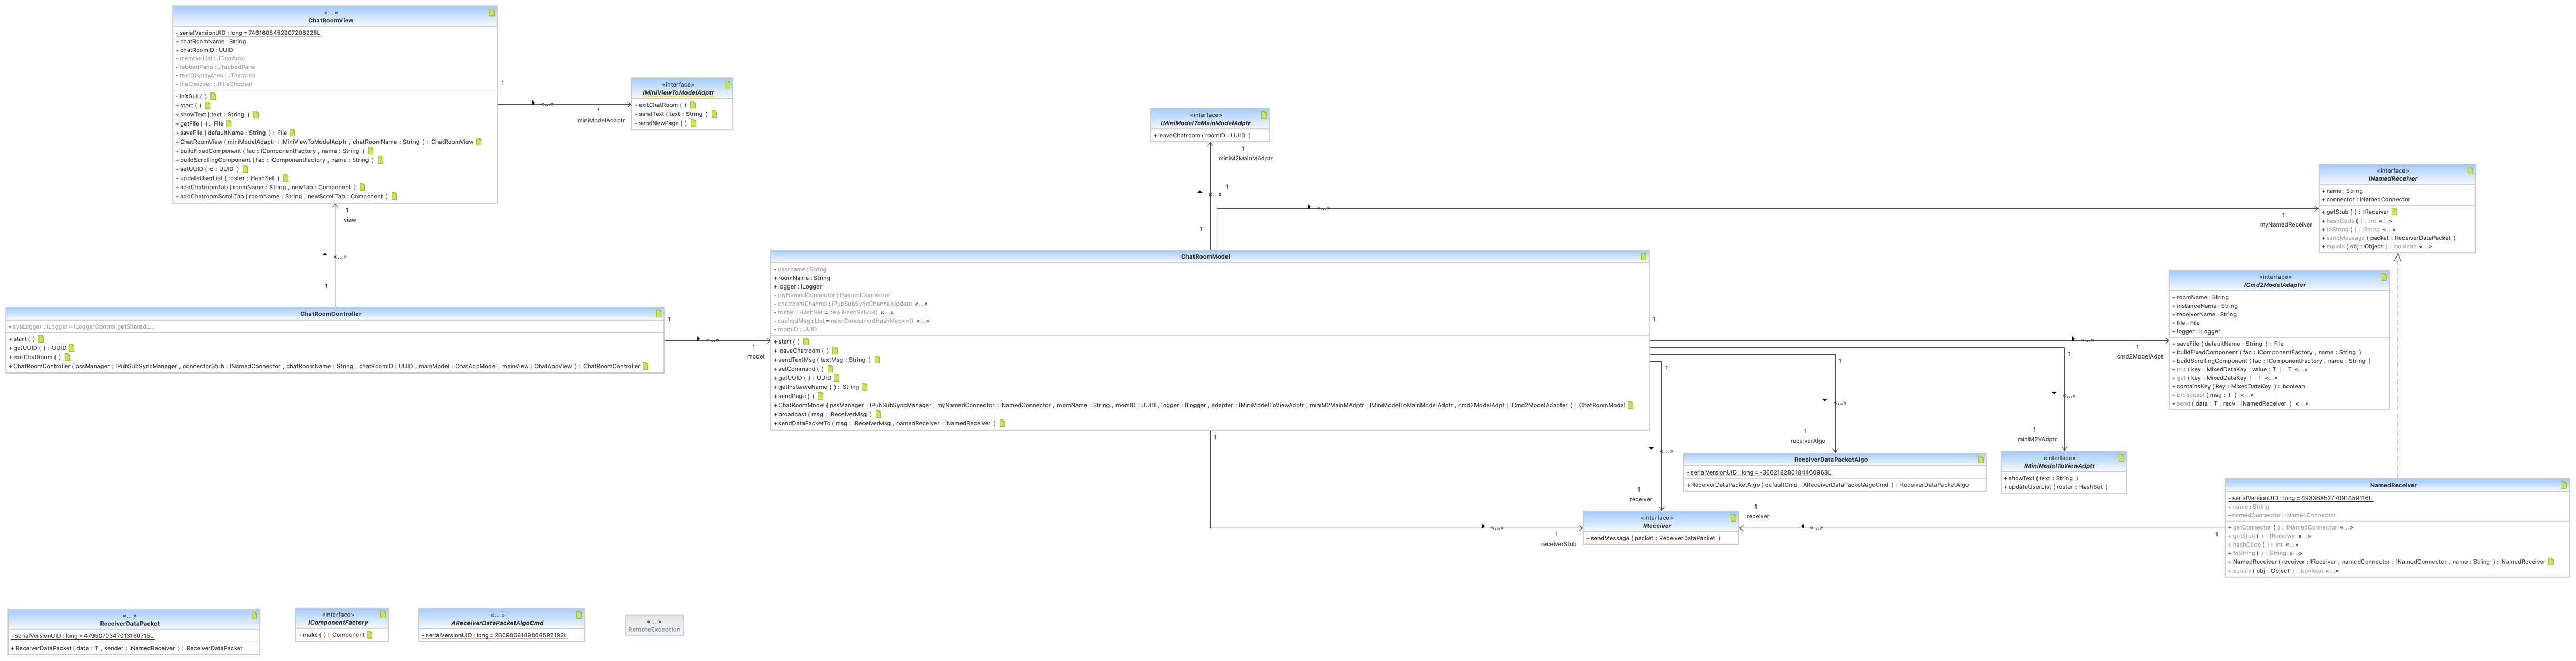 «... »
ChatRoomView
- serialVersionUID : long = 7461608452907208228L
+ chatRoomName : String
+ chatRoomID : UUID
- memberList : JTextArea
- tabbedPane : JTabbedPane
- textDisplayArea : JTextArea
- fileChooser : JFileChooser
- initGUI ( )
+ start ( )
+ showText ( text : String )
+ getFile ( ) : File
+ saveFile ( defaultName : String ) : File
+ ChatRoomView ( miniModelAdaptr : IMiniViewToModelAdptr , chatRoomName : String ) : ChatRoomView
+ buildFixedComponent ( fac : IComponentFactory , name : String )
+ buildScrollingComponent ( fac : IComponentFactory , name : String )
+ setUUID ( id : UUID )
+ updateUserList ( roster : HashSet )
+ addChatroomTab ( roomName : String , newTab : Component )
+ addChatroomScrollTab ( roomName : String , newScrollTab : Component )
1
«...»
1
miniModelAdaptr
«interface»
IMiniViewToModelAdptr
~ exitChatRoom ( )
+ sendText ( text : String )
+ sendNewPage ( )
«interface»
IMiniModelToMainModelAdptr
+ leaveChatroom ( roomID : UUID )
1
miniM2MainMAdptr
«...»
1
1
«...»
1
myNamedReceiver
«interface»
INamedReceiver
+ name : String
+ connector : INamedConnector
+ getStub ( ) : IReceiver
+ hashCode ( ) : int «...»
+ toString ( ) : String «...»
+ sendMessage ( packet : ReceiverDataPacket )
+ equals ( obj : Object ) : boolean «...»
1
view
«...»
1
ChatRoomController
- sysLogger : ILogger = ILoggerControl.getSharedL...
+ start ( )
+ getUUID ( ) : UUID
+ exitChatRoom ( )
+ ChatRoomController ( pssManager : IPubSubSyncManager , connectorStub : INamedConnector , chatRoomName : String , chatRoomID : UUID , mainModel : ChatAppModel , mainView : ChatAppView ) : ChatRoomController
1
«...»
1
model
ChatRoomModel
- username : String
+ roomName : String
+ logger : ILogger
- myNamedConnector : INamedConnector
- chatroomChannel : IPubSubSyncChannelUpdate «...»
- roster : HashSet = new HashSet<>() «...»
- cachedMsg : List = new ConcurrentHashMap<>() «...»
- roomID : UUID
+ start ( )
+ leaveChatroom ( )
+ sendTextMsg ( textMsg : String )
+ setCommand ( )
+ getUUID ( ) : UUID
+ getInstanceName ( ) : String
+ sendPage ( )
+ ChatRoomModel ( pssManager : IPubSubSyncManager , myNamedConnector : INamedConnector , roomName : String , roomID : UUID , logger : ILogger , adapter : IMiniModelToViewAdptr , miniM2MainMAdptr : IMiniModelToMainModelAdptr , cmd2ModelAdpt : ICmd2ModelAdapter ) : ChatRoomModel
+ broadcast ( msg : IReceiverMsg )
+ sendDataPacketTo ( msg : IReceiverMsg , namedReceiver : INamedReceiver )
1
«...»
1
cmd2ModelAdpt
«interface»
ICmd2ModelAdapter
+ roomName : String
+ instanceName : String
+ receiverName : String
+ file : File
+ logger : ILogger
+ saveFile ( defaultName : String ) : File
+ buildFixedComponent ( fac : IComponentFactory , name : String )
+ buildScrollingComponent ( fac : IComponentFactory , name : String )
+ put ( key : MixedDataKey , value : T ) : T «...»
+ get ( key : MixedDataKey ) : T «...»
+ containsKey ( key : MixedDataKey ) : boolean
+ broadcast ( msg : T ) «...»
+ send ( data : T , recv : INamedReceiver ) «...»
1
«...»
1
miniM2VAdptr
«interface»
IMiniModelToViewAdptr
+ showText ( text : String )
+ updateUserList ( roster : HashSet )
1
«...»
1
receiverAlgo
ReceiverDataPacketAlgo
- serialVersionUID : long = -366218280184460963L
+ ReceiverDataPacketAlgo ( defaultCmd : AReceiverDataPacketAlgoCmd ) : ReceiverDataPacketAlgo
1
«...»
1
receiver
1
«...»
1
receiverStub
«interface»
IReceiver
+ sendMessage ( packet : ReceiverDataPacket )
1
receiver
«...»
1
NamedReceiver
- serialVersionUID : long = 4933685277091459116L
+ name : String
- namedConnector : INamedConnector
+ getConnector ( ) : INamedConnector «...»
+ getStub ( ) : IReceiver «...»
+ hashCode ( ) : int «...»
+ toString ( ) : String «...»
+ NamedReceiver ( receiver : IReceiver , namedConnector : INamedConnector , name : String ) : NamedReceiver
+ equals ( obj : Object ) : boolean «...»
«... »
ReceiverDataPacket
- serialVersionUID : long = 4795070347013160715L
+ ReceiverDataPacket ( data : T , sender : INamedReceiver ) : ReceiverDataPacket
«interface»
IComponentFactory
+ make ( ) : Component
«... »
AReceiverDataPacketAlgoCmd
- serialVersionUID : long = 2869868189868592192L
«... »
RemoteException